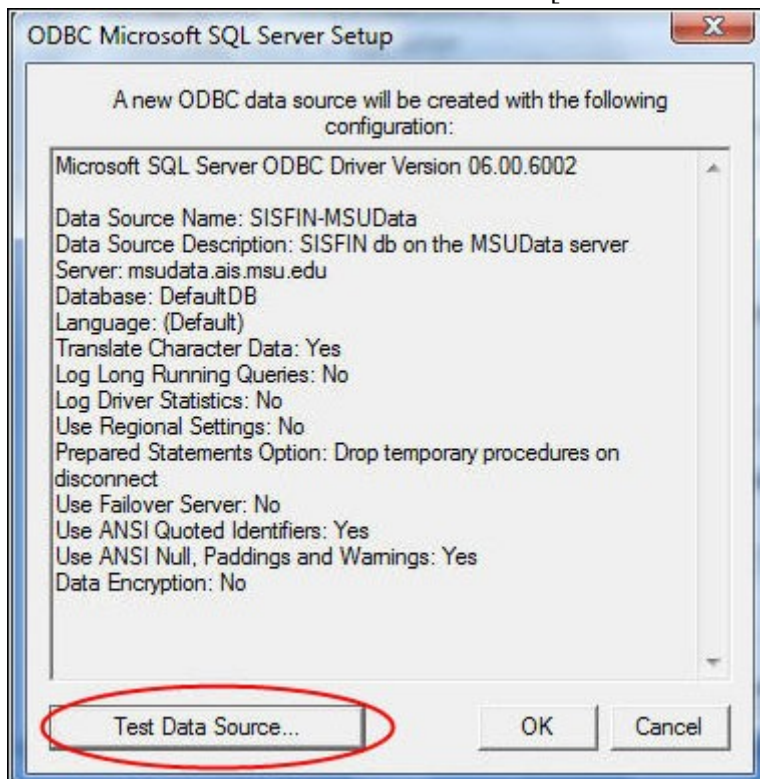 ODBC Microsoft SQL Server Setup
A new ODBC data source will be created with the following
configuration:
Microsoft SQL Server ODBC Driver Version 06.00.6002
Data Source Name: SISFIN-MSUData
Data Source Description: SISFIN db on the MSUData server
Server: msudata.ais.msu.edu
Database: DefaultDB
Language: (Default)
Translate Character Data: Yes
Log Long Running Queries: No
Log Driver Statistics: No
Use Regional Settings: No
Prepared Statements Option: Drop temporary procedures on
disconnect
Use Failover Server: No
Use ANSI Quoted Identifiers: Yes
Use ANSI Null, Paddings and Warnings: Yes
Data Encryption: No
Test Data Source...
OK
Cancel